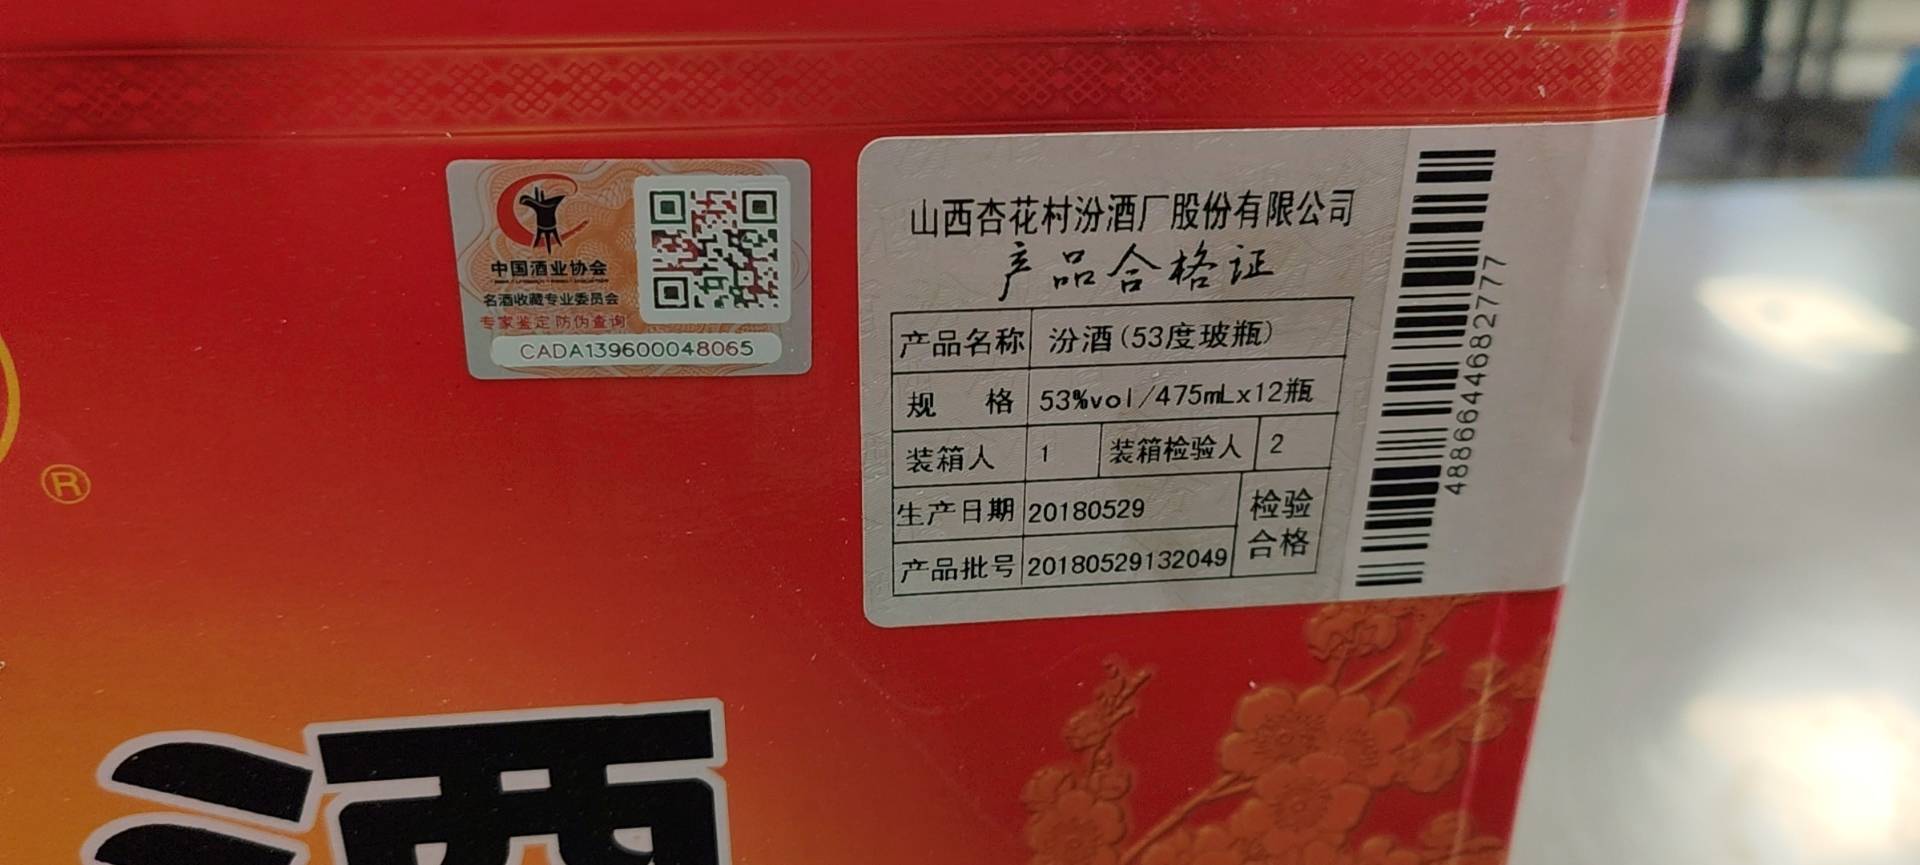 中国酒业协会
名酒收藏专业委员会
专家鉴定 防伪查询
CADA139600048065
山西杏花村汾酒厂股份有限公司
产品合格证
产品名称 汾酒(53度玻瓶)
规 格 53%vol/475mLx12瓶
装箱人 1 装箱检验人 2
生产日期 20180529 检验
产品批号 20180529132049 合格
4886644682777
®
酒